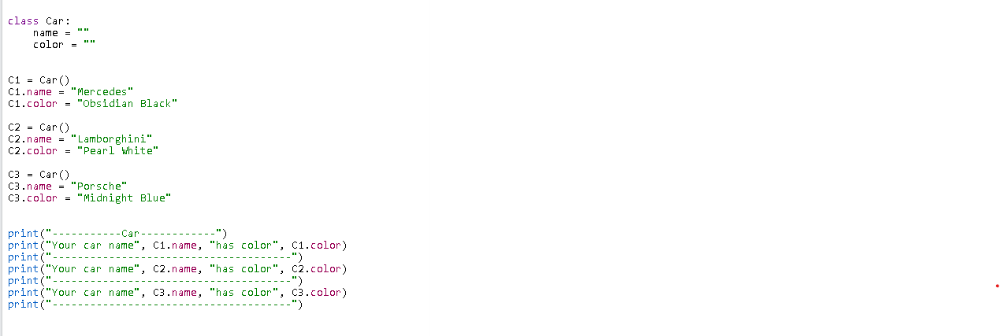 class Car:
    name = ""
    color = ""
C1 = Car()
C1.name = "Mercedes"
C1.color = "Obsidian Black"
C2 = Car()
C2.name = "Lamborghini"
C2.color = "Pearl White"
C3 = Car()
C3.name = "Porsche"
C3.color = "Midnight Blue"
print("-----------Car------------")
print("Your car name", C1.name, "has color", C1.color)
print("--------------------------------------")
print("Your car name", C2.name, "has color", C2.color)
print("--------------------------------------")
print("Your car name", C3.name, "has color", C3.color)
print("--------------------------------------")